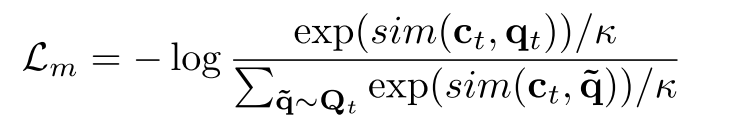 \mathcal{L}_m = -\log \frac{\exp(sim(\mathbf{c}_t, \mathbf{q}_t))/\kappa}{\sum_{\tilde{\mathbf{q}} \sim \mathbf{Q}_t} \exp(sim(\mathbf{c}_t, \tilde{\mathbf{q}}))/\kappa}